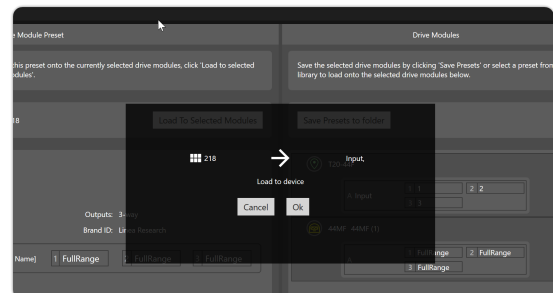 e Module Preset
Drive Modules
this preset onto the currently selected drive modules, click 'Load to selected
odules'.
Save the selected drive modules by clicking 'Save Presets' or select a preset from
library to load onto the selected drive modules below.
18
Load To Selected Modules
Save Presets to folder
218
Input,
Load to device
Cancel
Ok
Input
1 1
2 2
3 3
Outputs: 3-way
Brand ID: Linea Research
44MF 44MF (1)
Name]
1 FullRange
2 FullRange
3 FullRange
1 FullRange
2 FullRange
3 FullRange